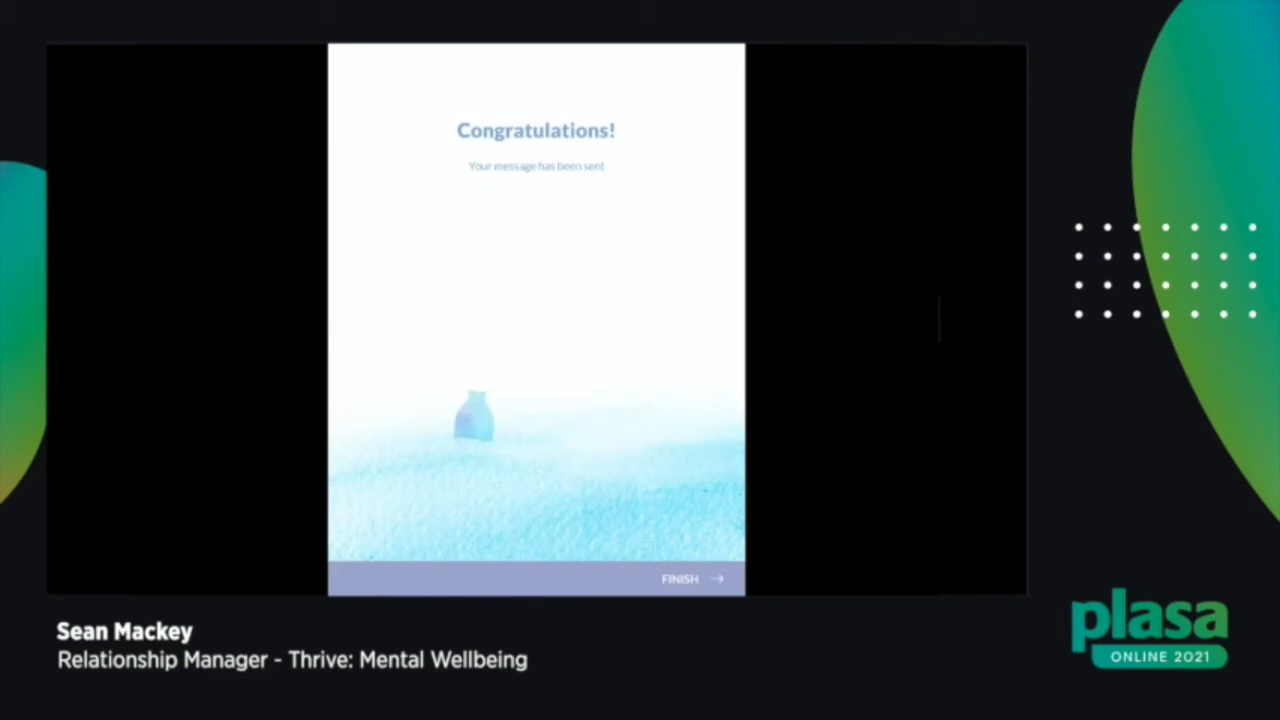 Congratulations!
Your message has been sent
FINISH
Sean Mackey
Relationship Manager - Thrive: Mental Wellbeing
plasa
ONLINE 2021